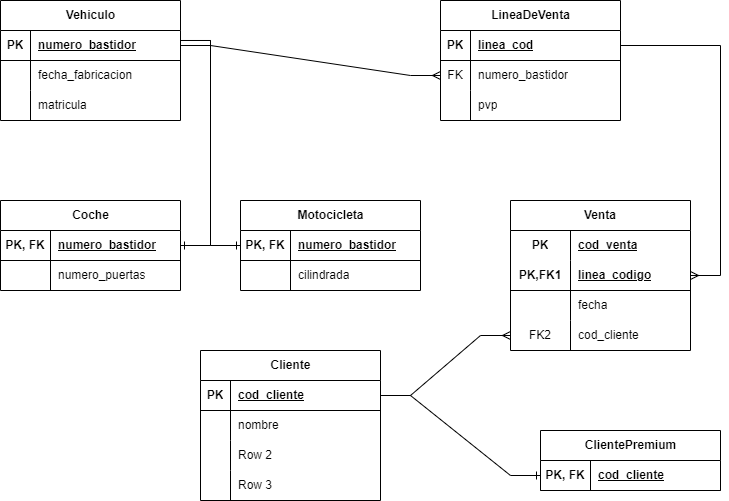 Vehiculo
PK numero_bastidor
fecha_fabricacion
matricula
LineaDeVenta
PK linea_cod
FK numero_bastidor
pvp
Coche
PK, FK numero_bastidor
numero_puertas
Motocicleta
PK, FK numero_bastidor
cilindrada
Venta
PK cod_venta
PK,FK1 linea_codigo
fecha
FK2 cod_cliente
Cliente
PK cod_cliente
nombre
Row 2
Row 3
ClientePremium
PK, FK cod_cliente